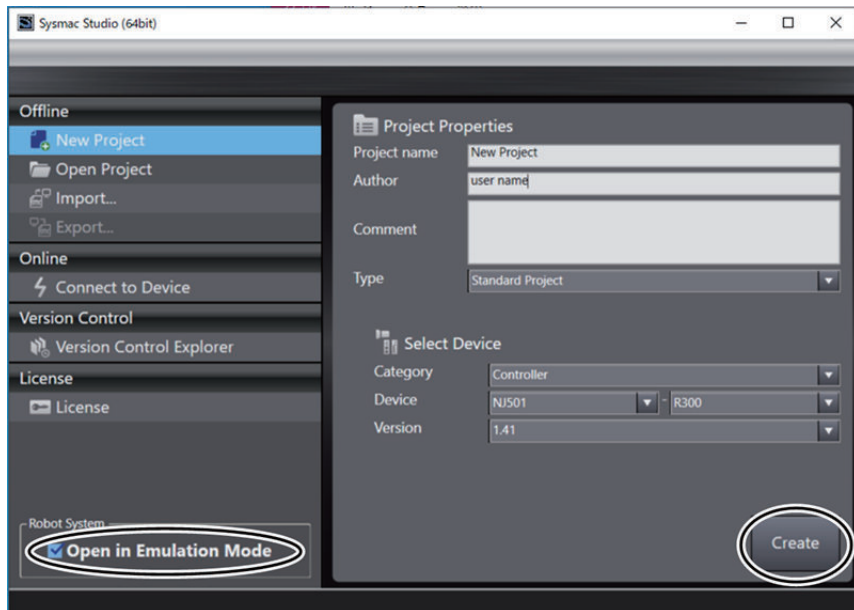 Sysmac Studio (64bit)
Offline
New Project
Open Project
Import...
Export...
Online
Connect to Device
Version Control
Version Control Explorer
License
License
Robot System
Open in Emulation Mode
Project Properties
Project name New Project
Author user name
Comment
Type Standard Project
Select Device
Category Controller
Device NJ501 - R300
Version 1.41
Create